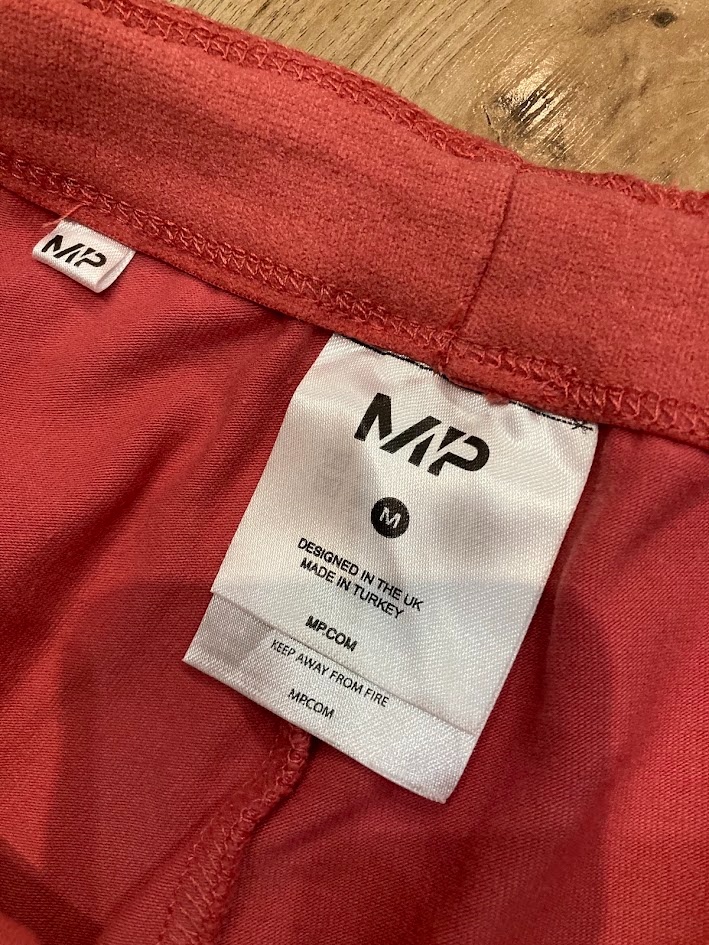 MP
MP
M
DESIGNED IN THE UK
MADE IN TURKEY
MP.COM
KEEP AWAY FROM FIRE
MP.COM